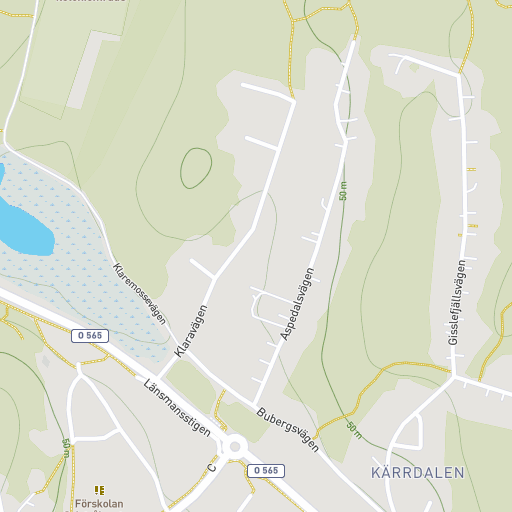 50 m
Gisslefjällsvägen
Klaremossevägen
Aspedalsvägen
Klaravägen
O 565
Länsmansstigen
Bubergsvägen
50 m
50 m
C
O 565
KÄRRDALEN
Förskolan